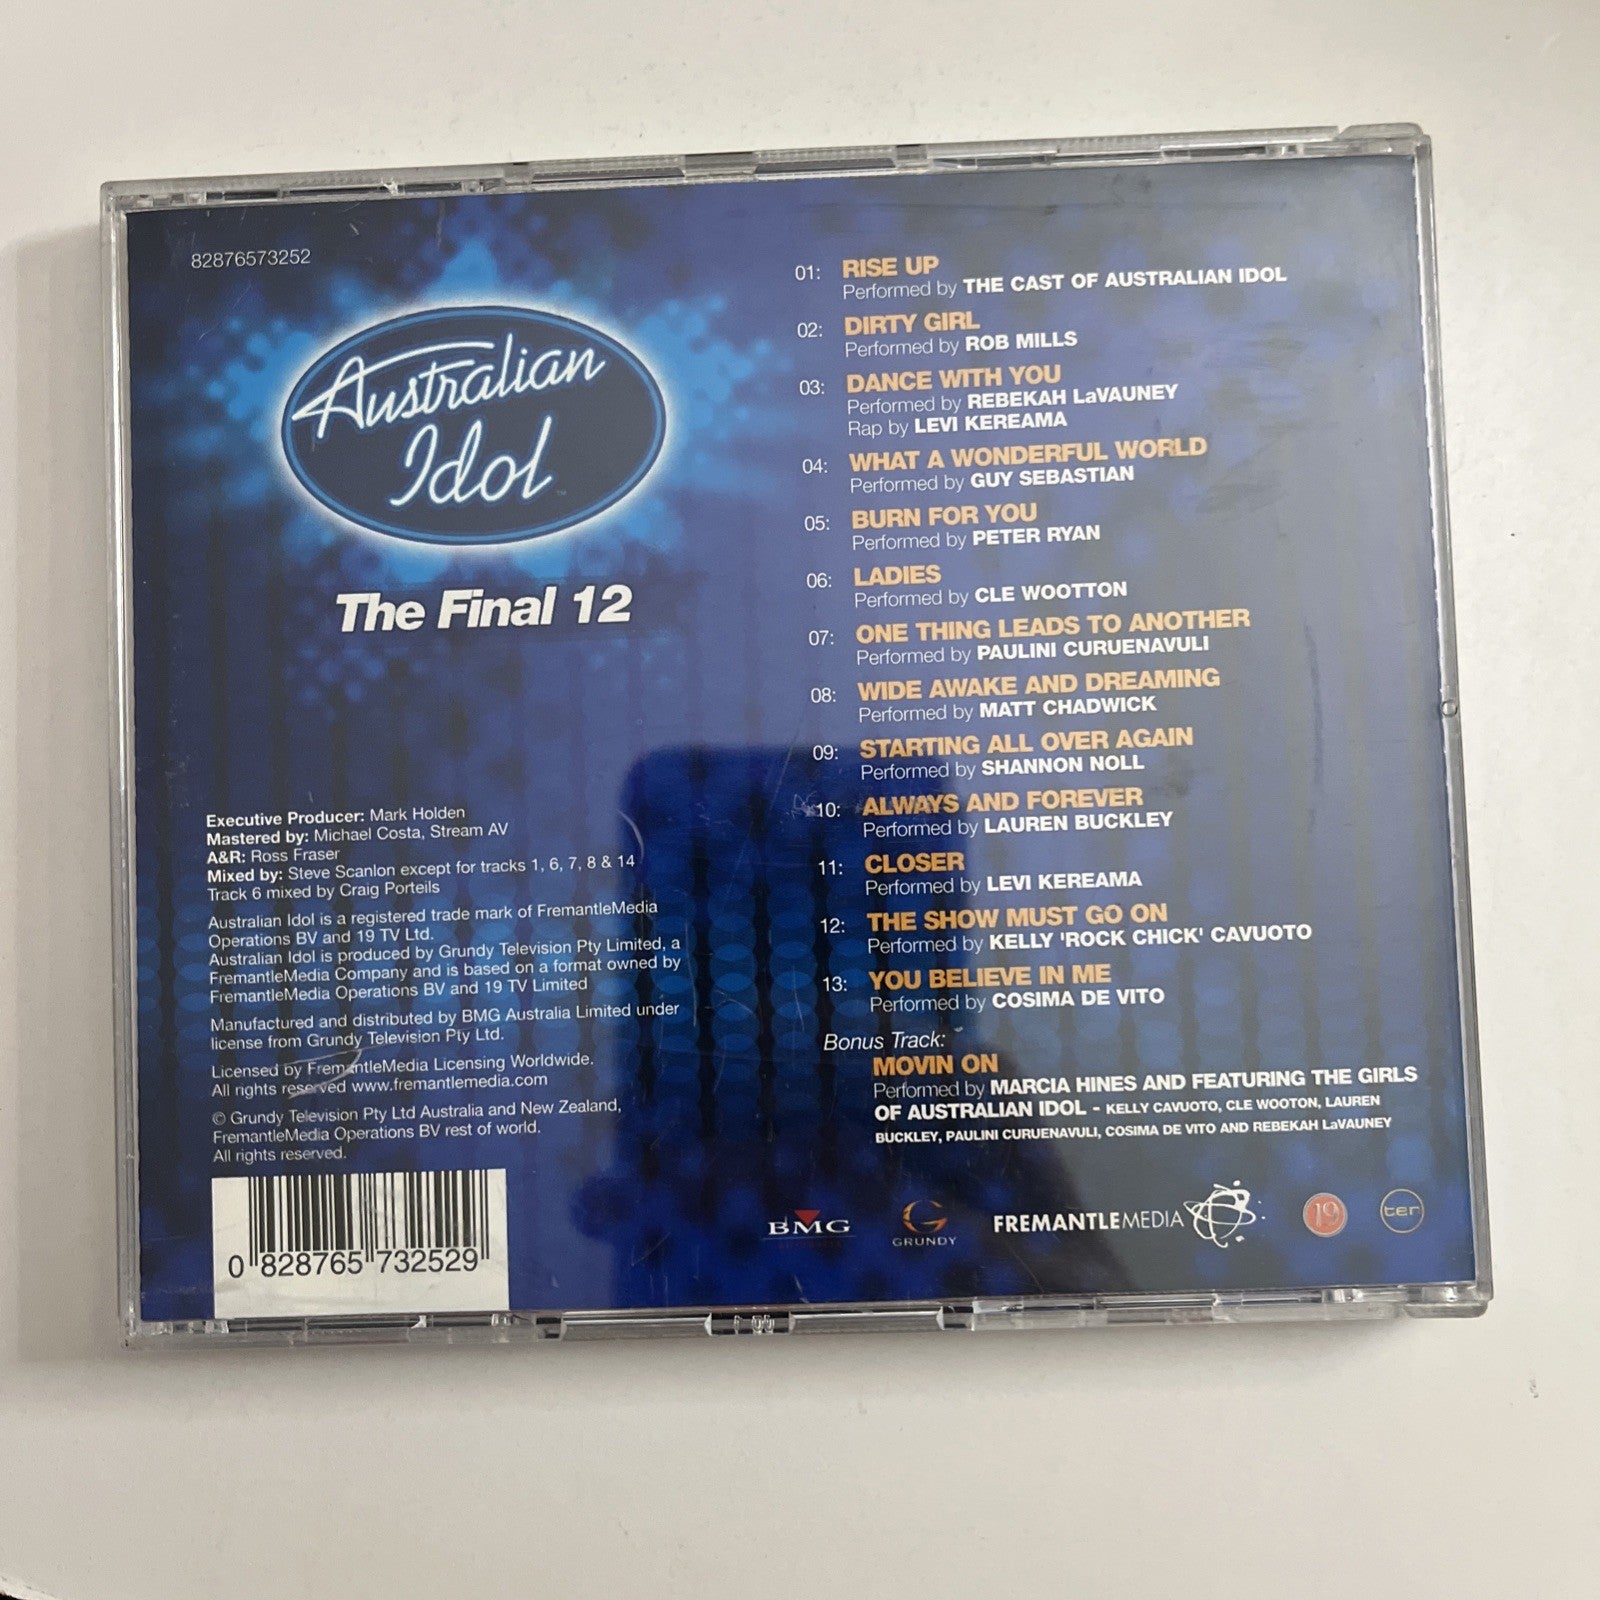 82876573252
Australian
Idol
TM
The Final 12
Executive Producer: Mark Holden
Mastered by: Michael Costa, Stream AV
A&R: Ross Fraser
Mixed by: Steve Scanlon except for tracks 1, 6, 7, 8 & 14
Track 6 mixed by Craig Porteils
Australian Idol is a registered trade mark of FremantleMedia
Operations BV and 19 TV Ltd.
Australian Idol is produced by Grundy Television Pty Limited, a
FremantleMedia Company and is based on a format owned by
FremantleMedia Operations BV and 19 TV Limited
Manufactured and distributed by BMG Australia Limited under
license from Grundy Television Pty Ltd.
Licensed by FremantleMedia Licensing Worldwide.
All rights reserved www.fremantlemedia.com
© Grundy Television Pty Ltd Australia and New Zealand,
FremantleMedia Operations BV rest of world.
All rights reserved.
0 828765 732529
01: RISE UP
Performed by THE CAST OF AUSTRALIAN IDOL
02: DIRTY GIRL
Performed by ROB MILLS
03: DANCE WITH YOU
Performed by REBEKAH LaVAUNEY
Rap by LEVI KEREAMA
04: WHAT A WONDERFUL WORLD
Performed by GUY SEBASTIAN
05: BURN FOR YOU
Performed by PETER RYAN
06: LADIES
Performed by CLE WOOTTON
07: ONE THING LEADS TO ANOTHER
Performed by PAULINI CURUENAVULI
08: WIDE AWAKE AND DREAMING
Performed by MATT CHADWICK
09: STARTING ALL OVER AGAIN
Performed by SHANNON NOLL
10: ALWAYS AND FOREVER
Performed by LAUREN BUCKLEY
11: CLOSER
Performed by LEVI KEREAMA
12: THE SHOW MUST GO ON
Performed by KELLY 'ROCK CHICK' CAVUOTO
13: YOU BELIEVE IN ME
Performed by COSIMA DE VITO
Bonus Track:
MOVIN ON
Performed by MARCIA HINES AND FEATURING THE GIRLS
OF AUSTRALIAN IDOL - KELLY CAVUOTO, CLE WOOTON, LAUREN
BUCKLEY, PAULINI CURUENAVULI, COSIMA DE VITO AND REBEKAH LaVAUNEY
BMG
G
GRUNDY
FREMANTLEMEDIA
19
ten